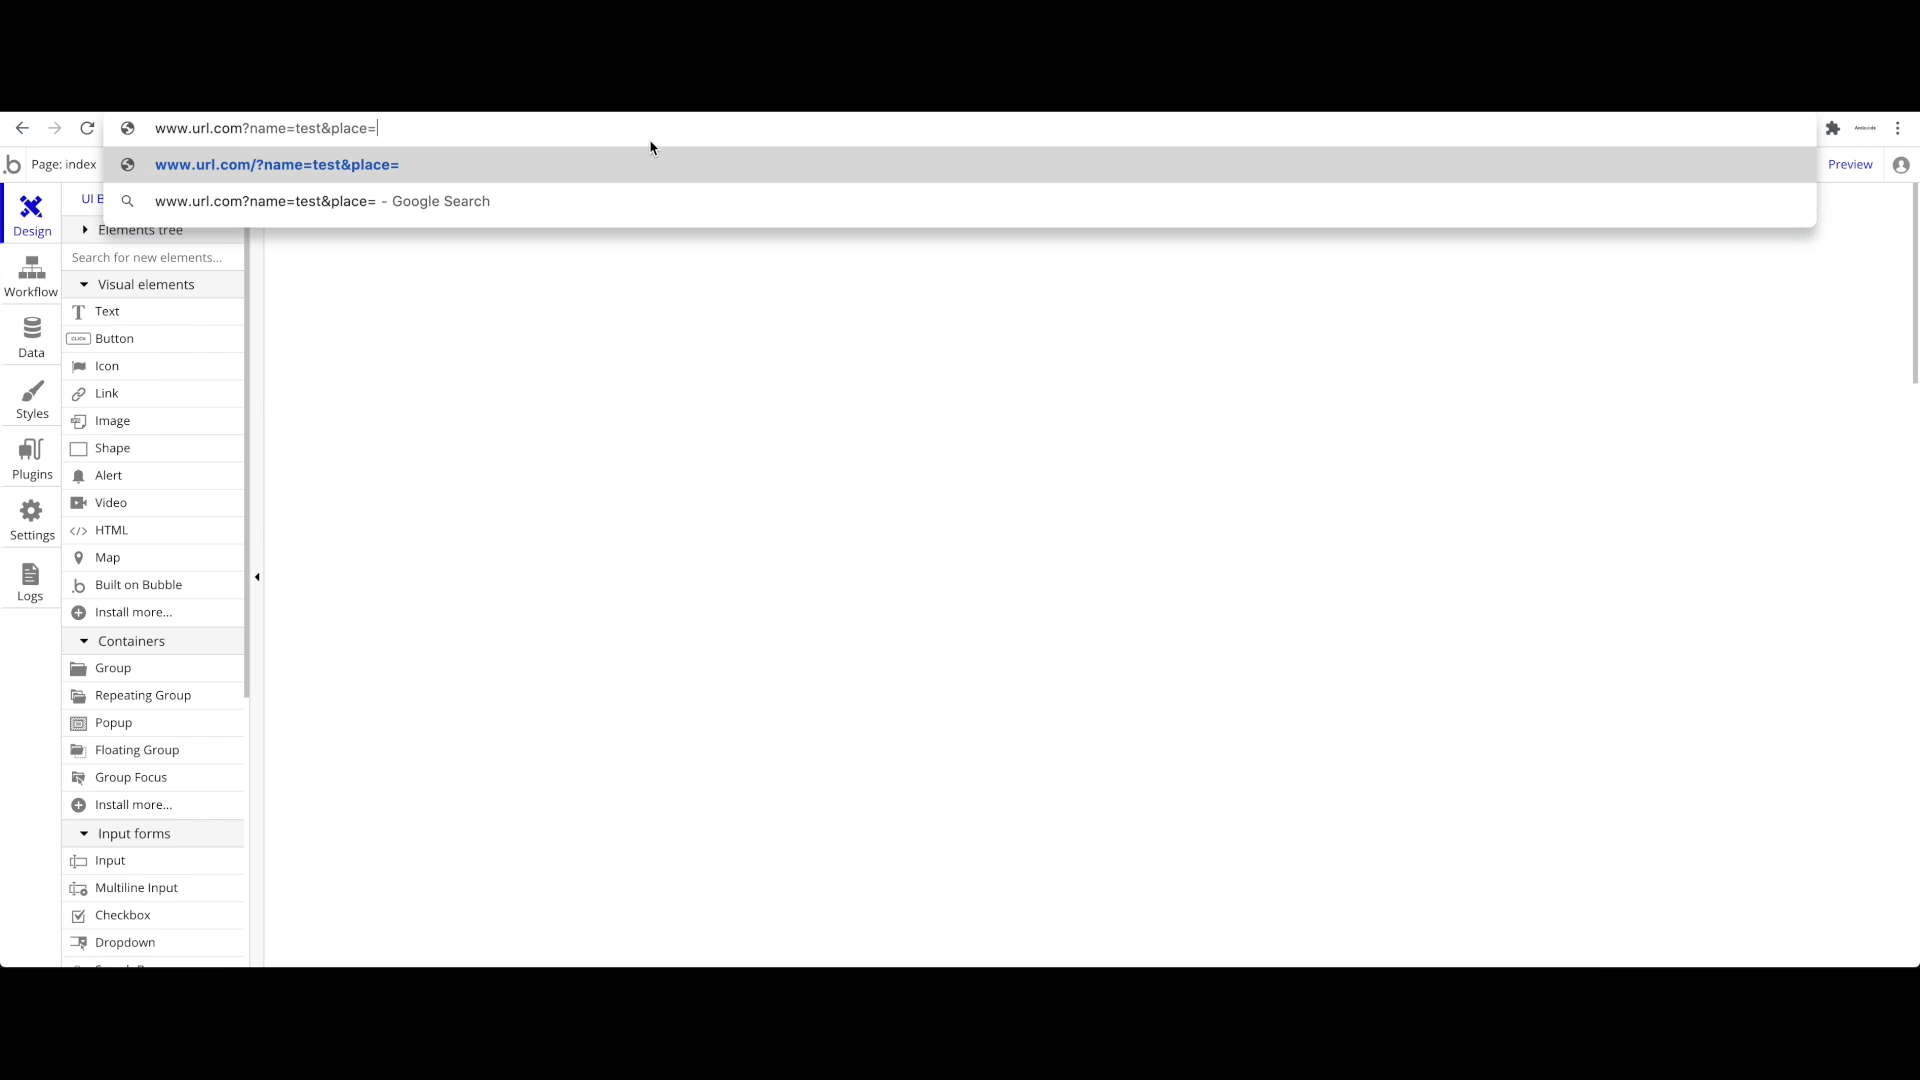 www.url.com?name=test&place=
www.url.com/?name=test&place=
Page: index
Preview
www.url.com?name=test&place= - Google Search
UI B
Elements tree
Search for new elements...
Visual elements
Text
CLICK Button
Icon
Link
Image
Shape
Alert
Video
HTML
Map
Built on Bubble
Install more...
Containers
Group
Repeating Group
Popup
Floating Group
Group Focus
Install more...
Input forms
Input
Multiline Input
Checkbox
Dropdown
Design
Workflow
Data
Styles
Plugins
Settings
Logs